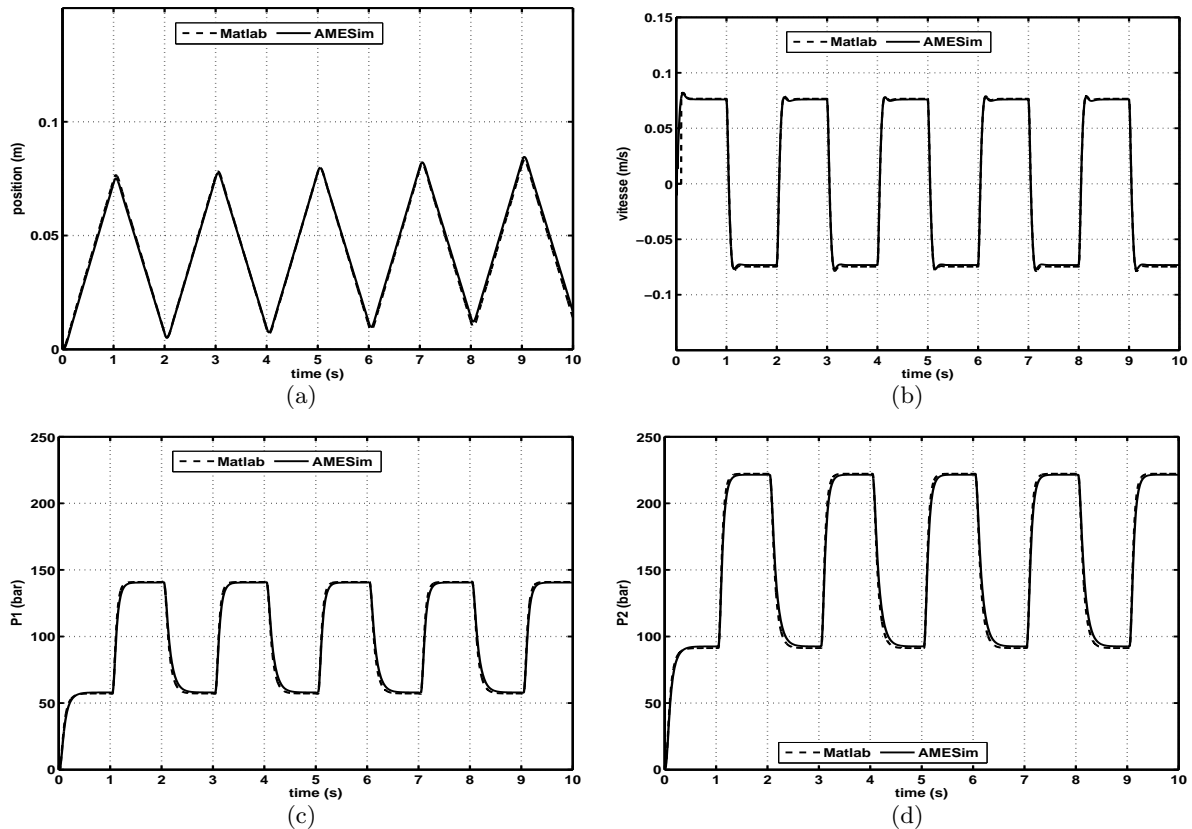 Matlab AMESim
0.1
0.05
0
position (m)
0 1 2 3 4 5 6 7 8 9 10
time (s)
(a)
0.15
Matlab AMESim
0.1
0.05
0
−0.05
−0.1
vitesse (m/s)
0 1 2 3 4 5 6 7 8 9 10
time (s)
(b)
250
Matlab AMESim
200
150
100
50
0
P1 (bar)
0 1 2 3 4 5 6 7 8 9 10
time (s)
(c)
250
200
150
100
50
0
P2 (bar)
Matlab AMESim
0 1 2 3 4 5 6 7 8 9 10
time (s)
(d)